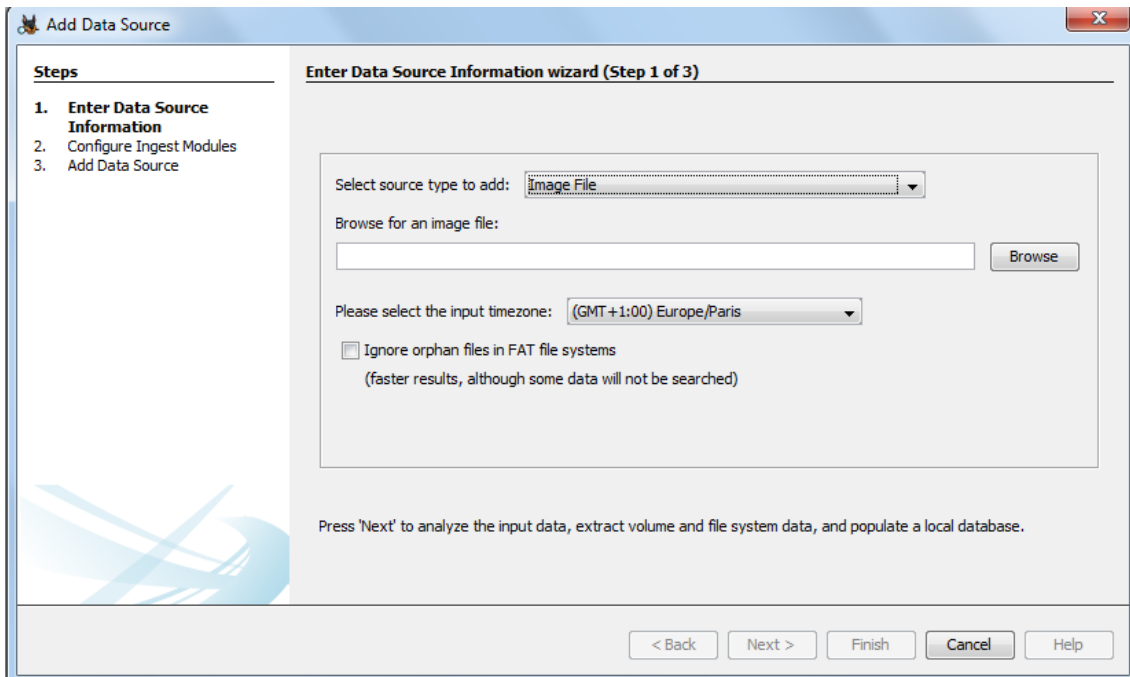 Add Data Source
Steps
1. Enter Data Source
Information
2. Configure Ingest Modules
3. Add Data Source
Enter Data Source Information wizard (Step 1 of 3)
Select source type to add: Image File
Browse for an image file:
Browse
Please select the input timezone: (GMT+1:00) Europe/Paris
Ignore orphan files in FAT file systems
(faster results, although some data will not be searched)
Press 'Next' to analyze the input data, extract volume and file system data, and populate a local database.
< Back Next > Finish Cancel Help